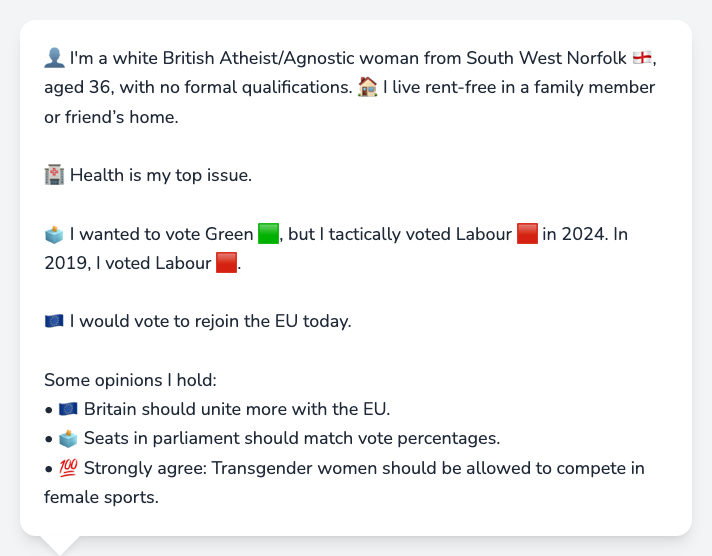 👤 I'm a white British Atheist/Agnostic woman from South West Norfolk 🏴󠁧󠁢󠁥󠁮󠁧󠁿,
aged 36, with no formal qualifications. 🏠 I live rent-free in a family member
or friend’s home.
🏥 Health is my top issue.
🗳️ I wanted to vote Green 🟩, but I tactically voted Labour 🟥 in 2024. In
2019, I voted Labour 🟥.
🇪🇺 I would vote to rejoin the EU today.
Some opinions I hold:
• 🇪🇺 Britain should unite more with the EU.
• 🗳️ Seats in parliament should match vote percentages.
• 💯 Strongly agree: Transgender women should be allowed to compete in
female sports.